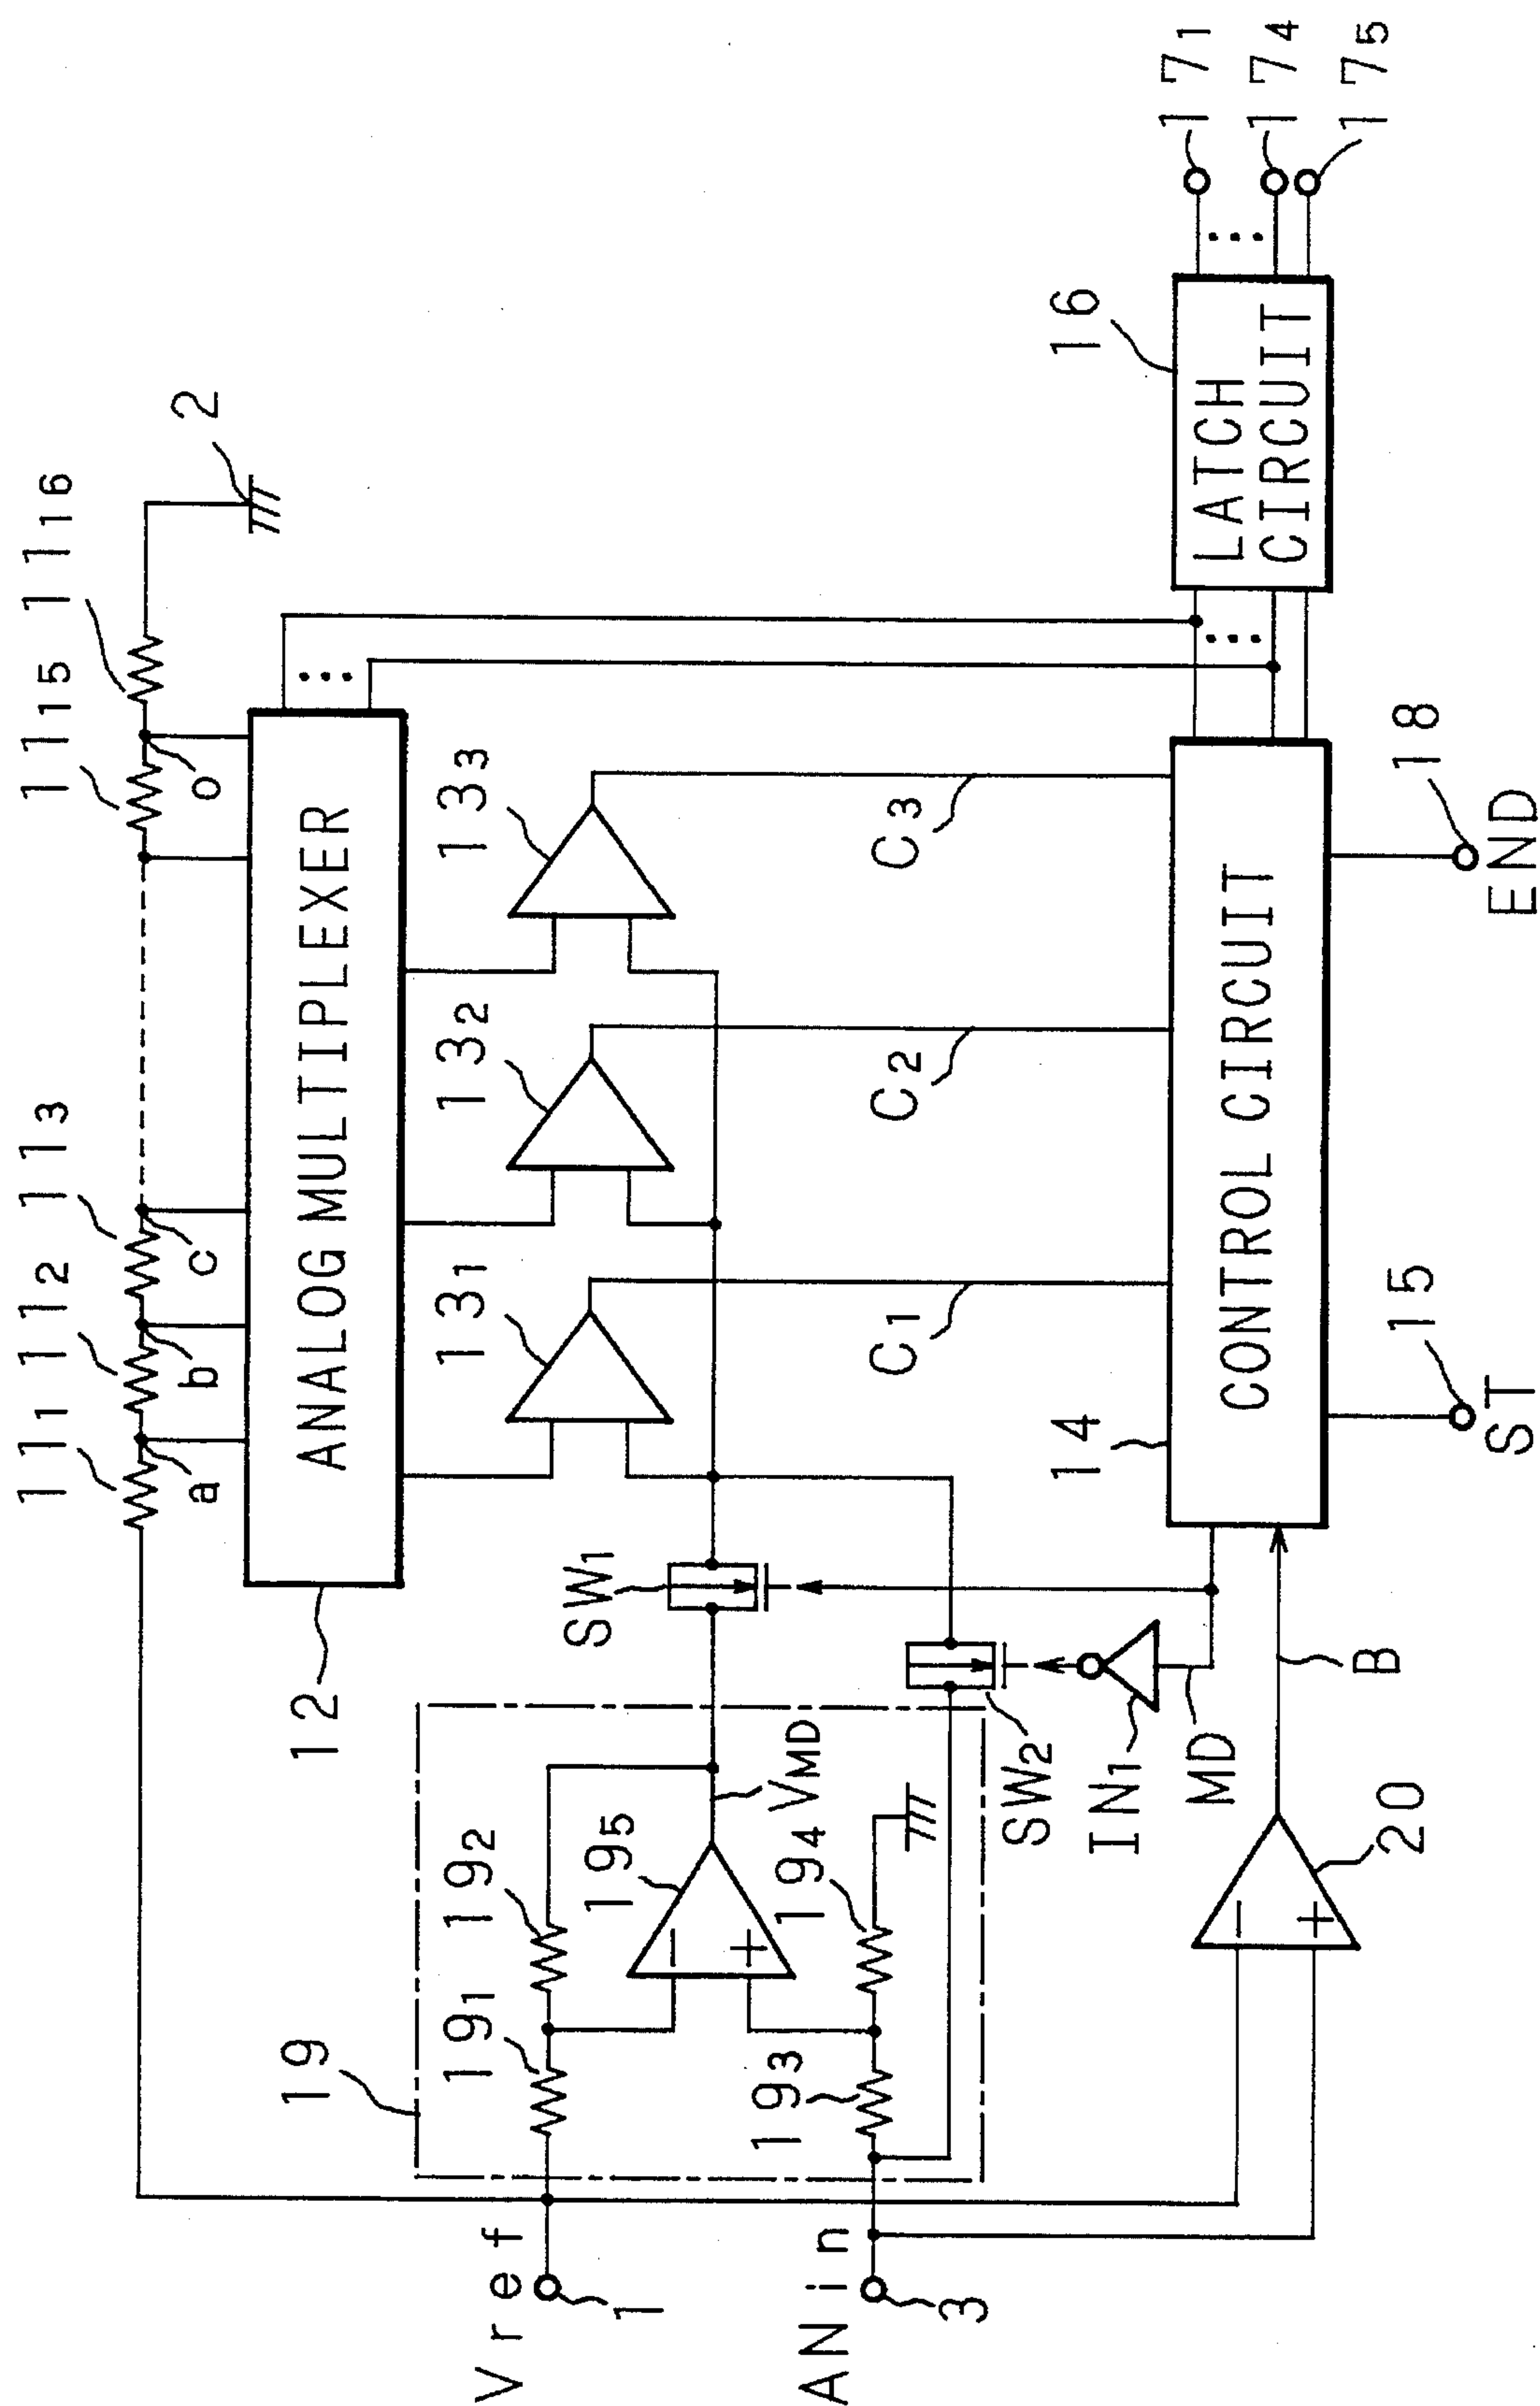 11₁ 11₂ 11₃ 11₁₅ 11₁₆
2
a b c o
12
ANALOG MULTIPLEXER
13₁ 13₂ 13₃
SW₁
19
19₁ 19₂
19₅
VMD
19₃ 19₄
Vref
1
ANin
3
SW₂
IN₁
MD
C₁ C₂ C₃
20
B
14
CONTROL CIRCUIT
15
ST
18
END
16
LATCH
CIRCUIT
17₁
17₄
17₅
− +
− +